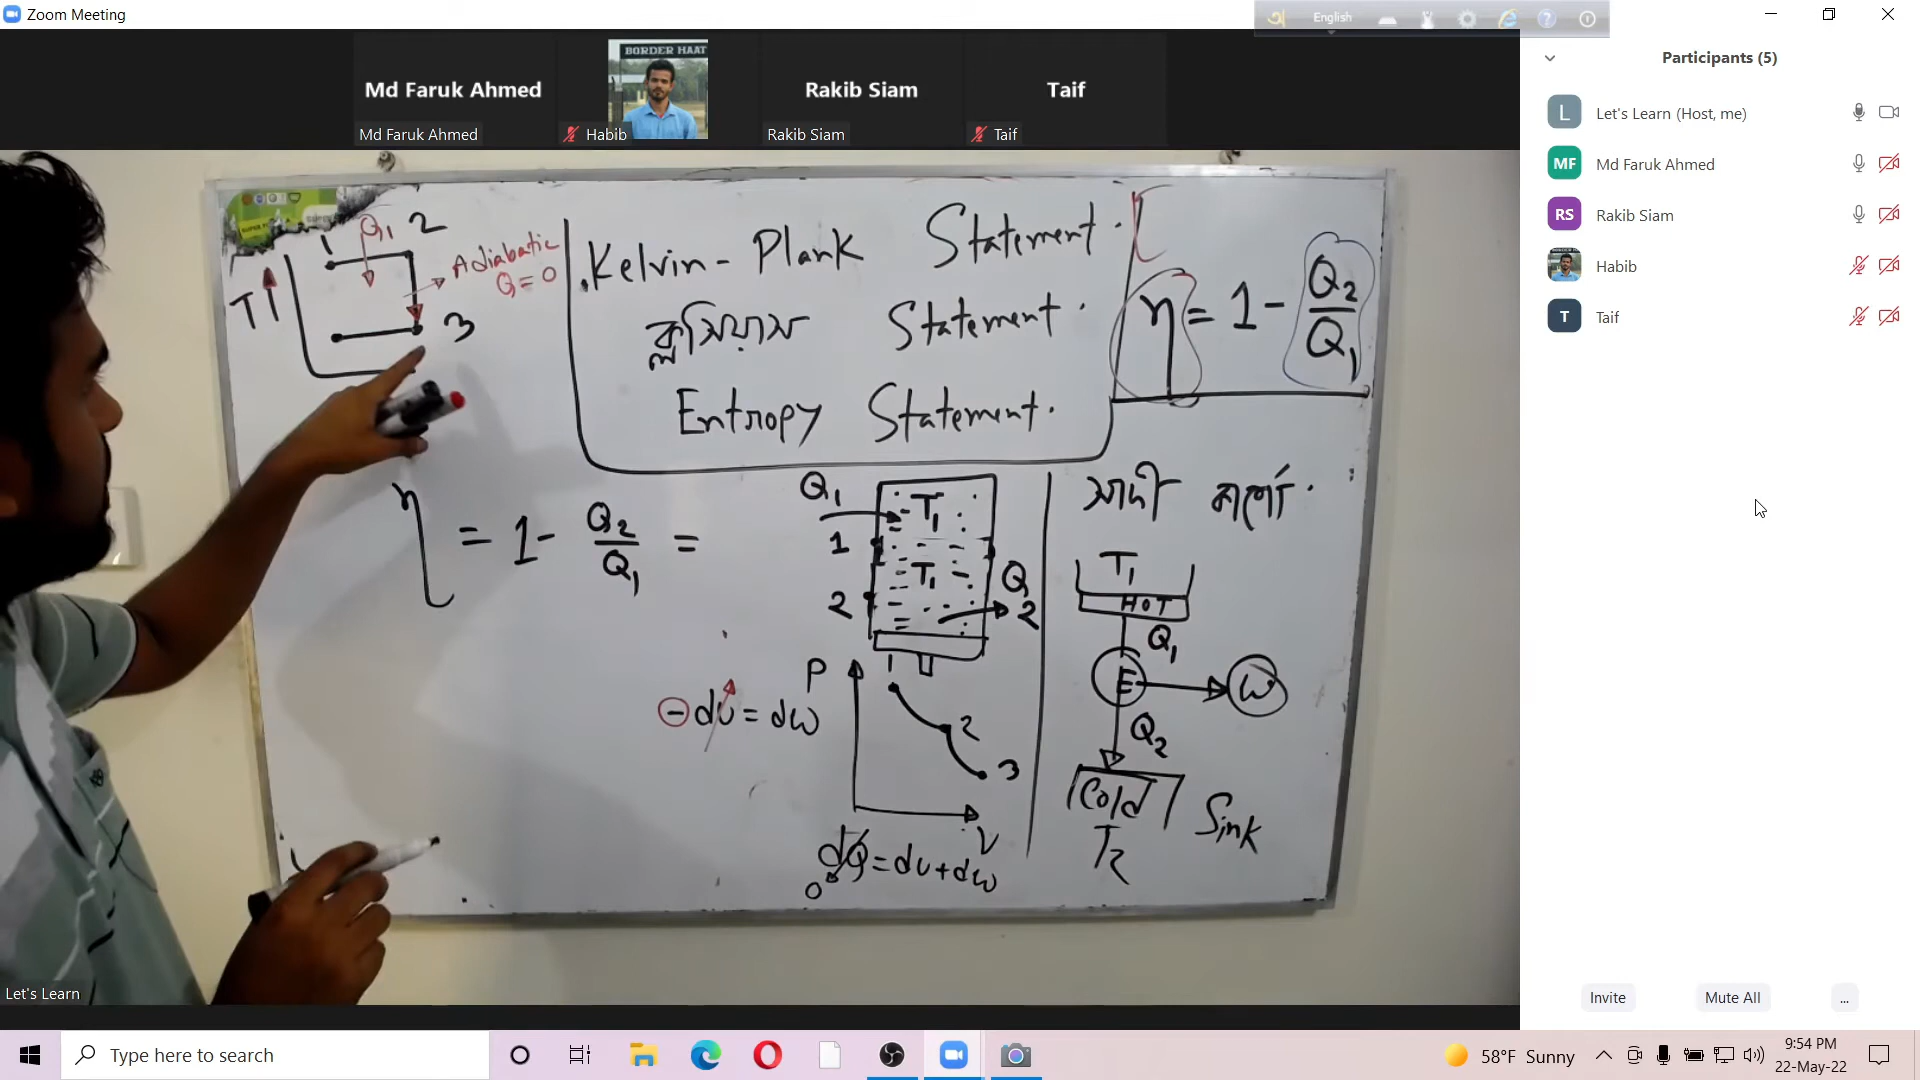 Zoom Meeting
English
Md Faruk Ahmed
BORDER HAAT
Rakib Siam
Taif
Md Faruk Ahmed
Habib
Rakib Siam
Taif
Participants (5)
L
Let's Learn (Host, me)
MF
Md Faruk Ahmed
RS
Rakib Siam
Habib
T
Taif
Q₁
1
2
Adiabatic
Q=0
T
3
Kelvin-Plank Statement.
ক্লসিয়াস Statement.
Entropy Statement.
η = 1 - Q₂/Q₁
η = 1 - Q₂/Q₁ =
Q₁
T₁
1
T₁
2
Q
2
P
1
2
3
V
-du = dw
dQ = du+dw
0
T₁
HOT
Q₁
E
W
Q₂
Cold
T₂
Sink
Let's Learn
Invite
Mute All
...
Type here to search
58°F Sunny
9:54 PM
22-May-22